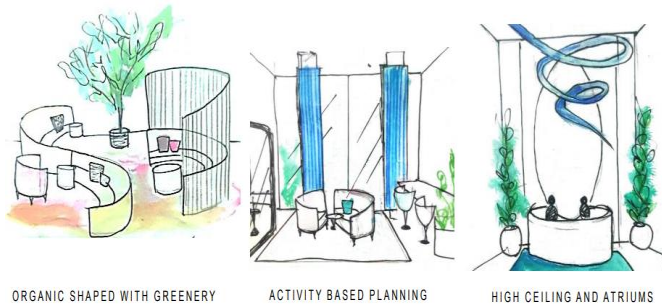 ORGANIC SHAPED WITH GREENERY
ACTIVITY BASED PLANNING
HIGH CEILING AND ATRIUMS